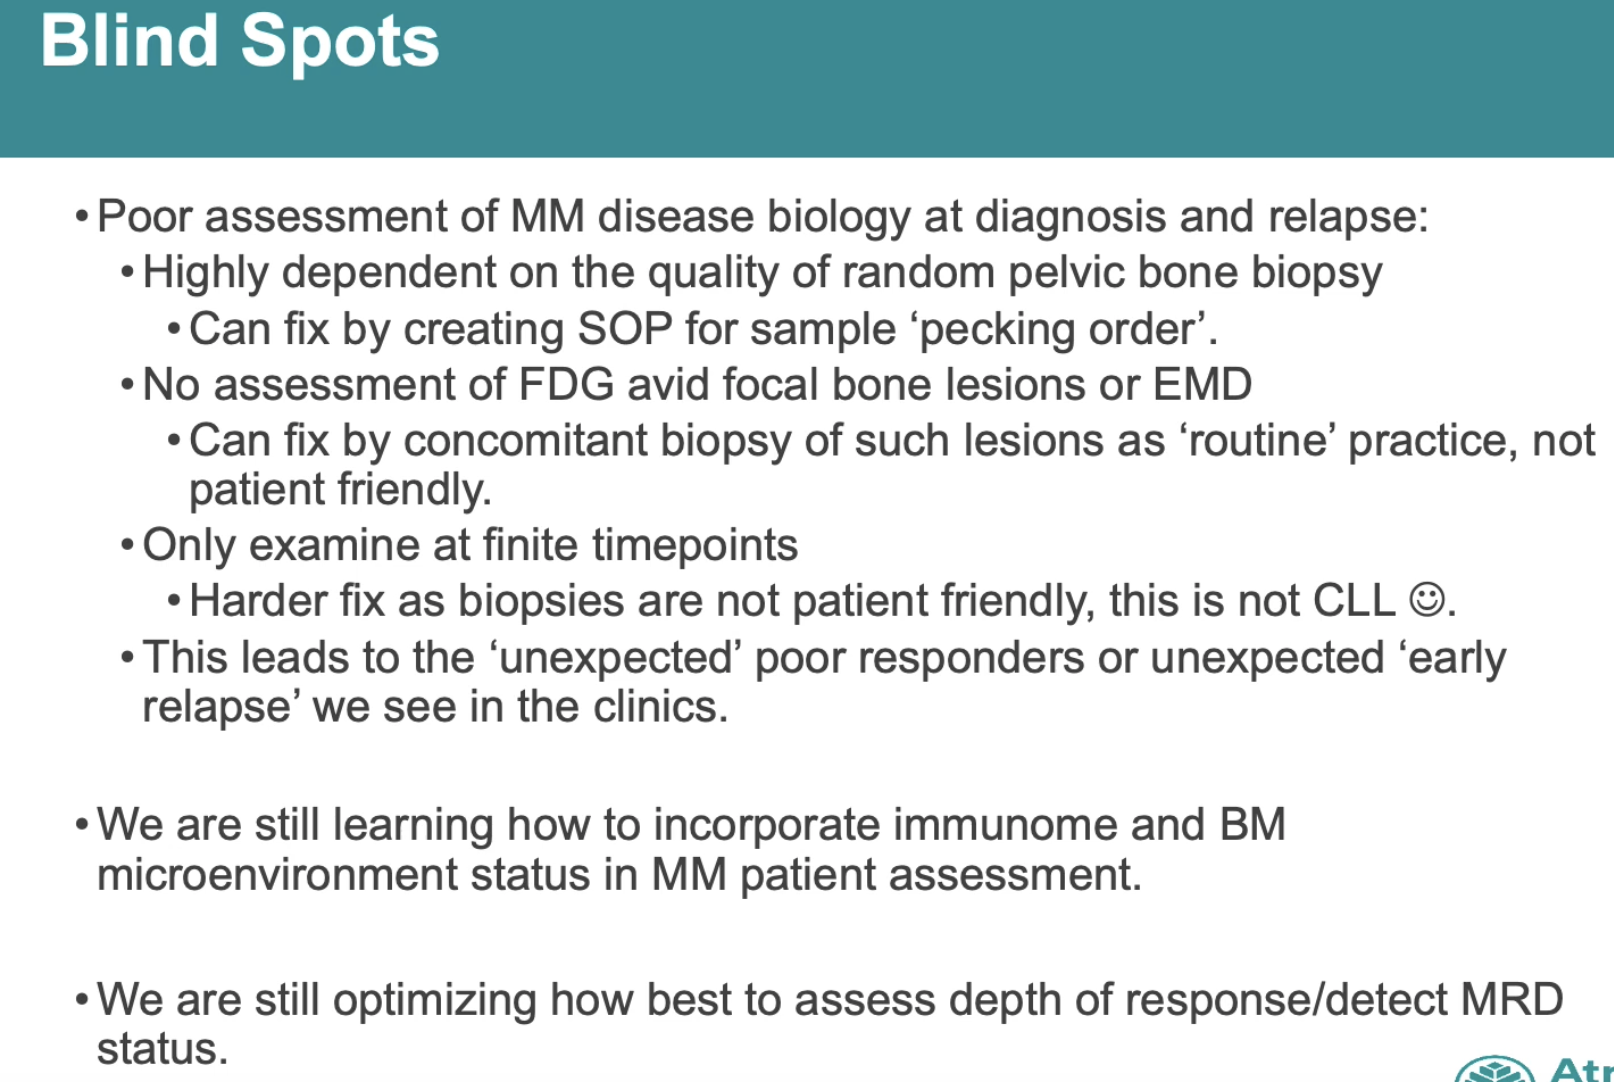 Blind Spots
• Poor assessment of MM disease biology at diagnosis and relapse:
• Highly dependent on the quality of random pelvic bone biopsy
• Can fix by creating SOP for sample ‘pecking order’.
• No assessment of FDG avid focal bone lesions or EMD
• Can fix by concomitant biopsy of such lesions as ‘routine’ practice, not
patient friendly.
• Only examine at finite timepoints
• Harder fix as biopsies are not patient friendly, this is not CLL ☺.
• This leads to the ‘unexpected’ poor responders or unexpected ‘early
relapse’ we see in the clinics.
• We are still learning how to incorporate immunome and BM
microenvironment status in MM patient assessment.
• We are still optimizing how best to assess depth of response/detect MRD
status.